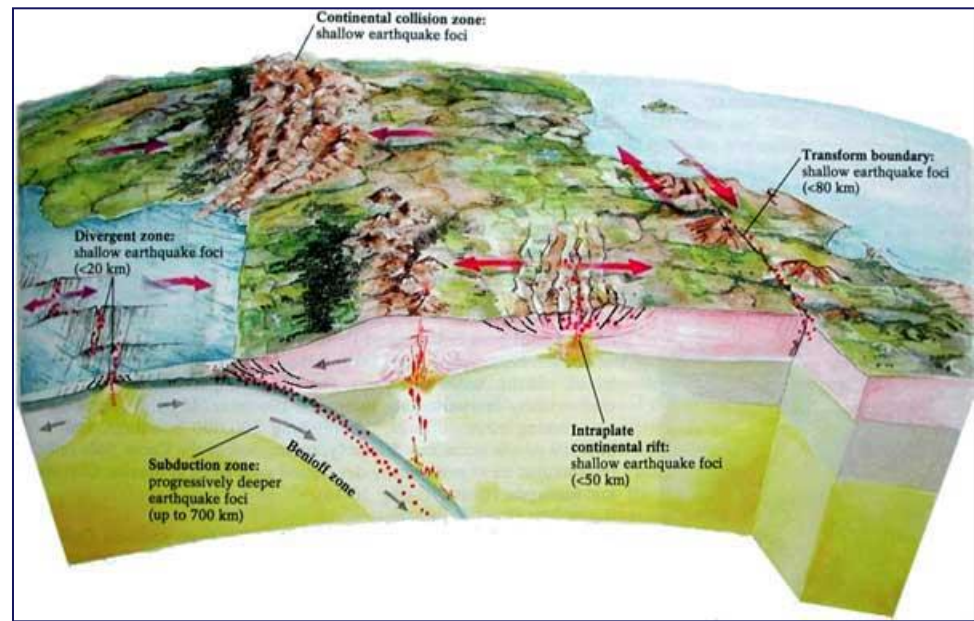 Continental collision zone:
shallow earthquake foci
Transform boundary:
shallow earthquake foci
(<80 km)
Divergent zone:
shallow earthquake foci
(<20 km)
Intraplate
continental rift:
shallow earthquake foci
(<50 km)
Subduction zone:
progressively deeper
earthquake foci
(up to 700 km)
Benioff zone